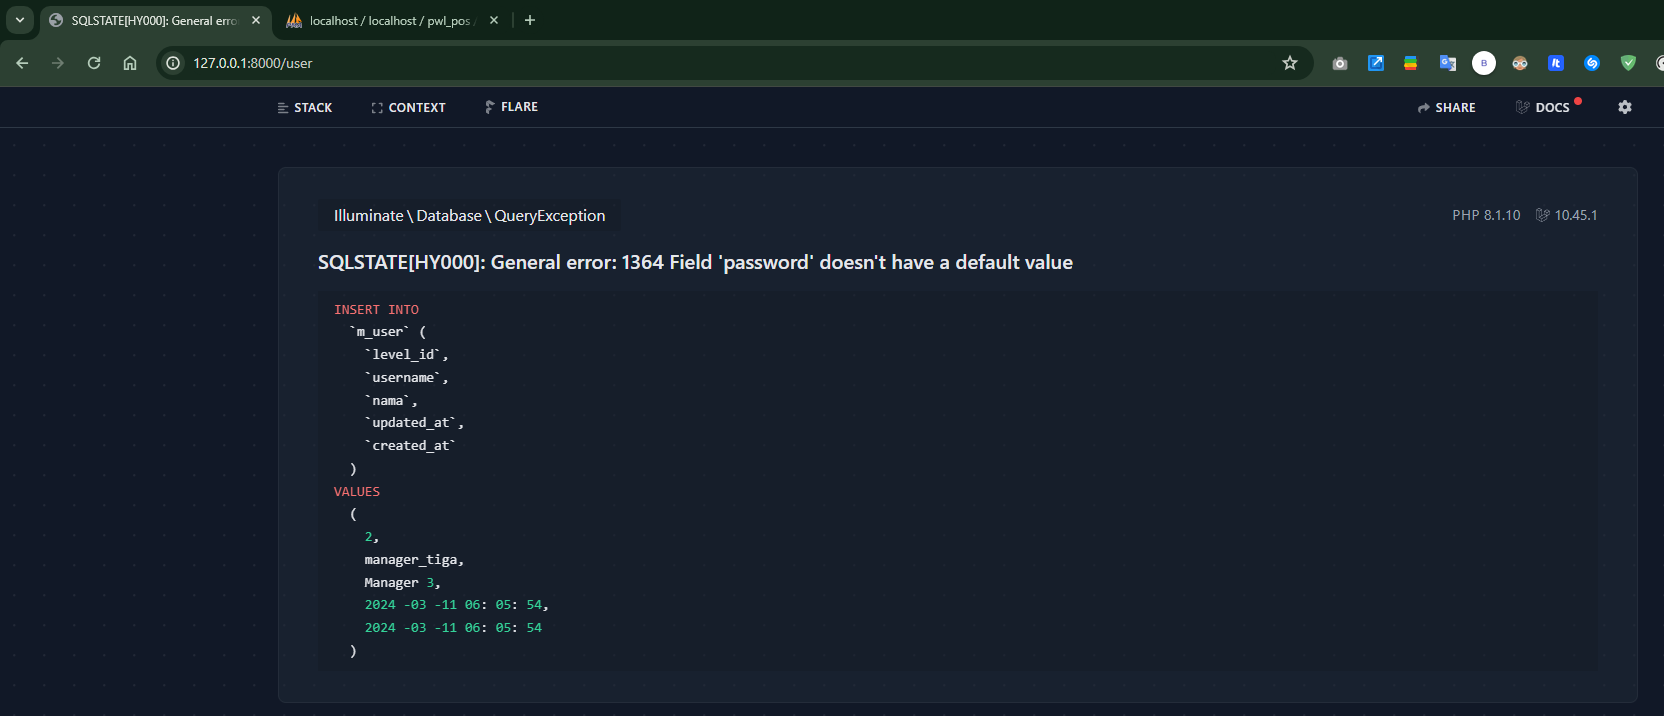 SQLSTATE[HY000]: General erro
localhost / localhost / pwl_pos
127.0.0.1:8000/user
STACK
CONTEXT
FLARE
SHARE
DOCS
Illuminate \ Database \ QueryException
PHP 8.1.10
10.45.1
SQLSTATE[HY000]: General error: 1364 Field 'password' doesn't have a default value
INSERT INTO
`m_user` (
`level_id`,
`username`,
`nama`,
`updated_at`,
`created_at`
)
VALUES
(
2,
manager_tiga,
Manager 3,
2024 -03 -11 06: 05: 54,
2024 -03 -11 06: 05: 54
)